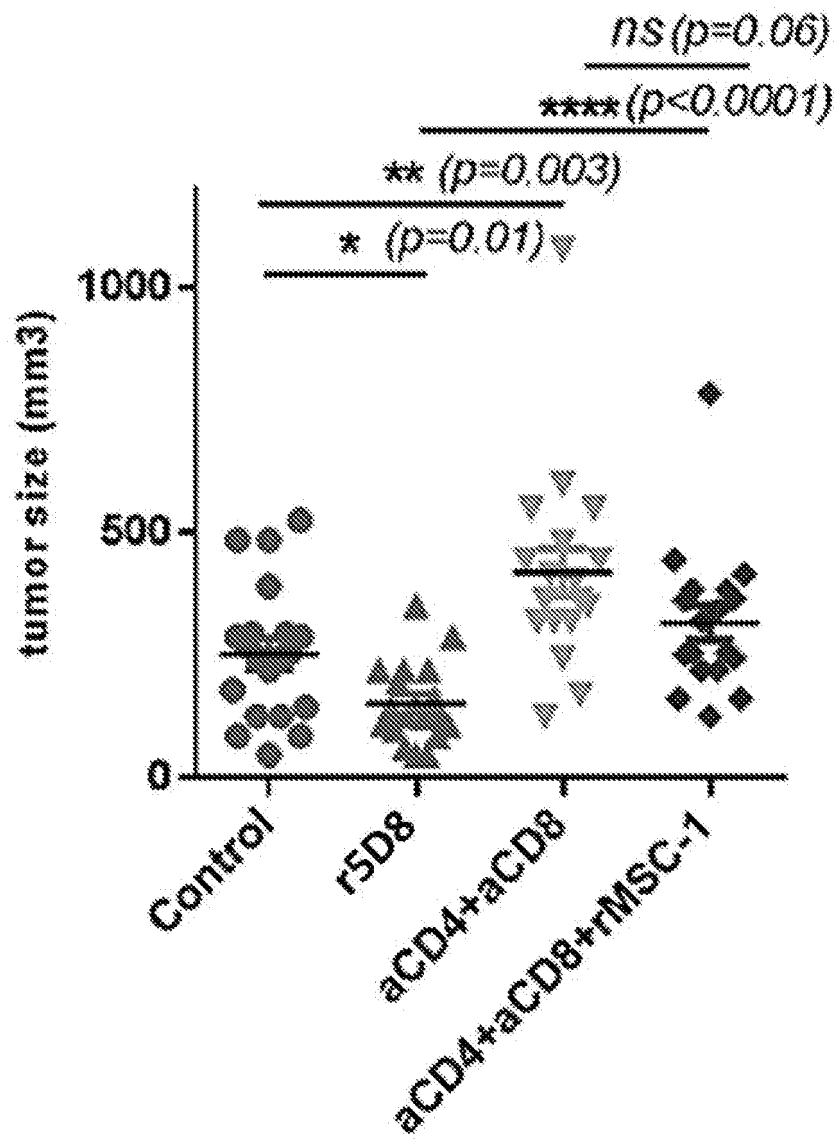 ns (p=0.06)
**** (p<0.0001)
** (p=0.003)
* (p=0.01)
1000
500
0
tumor size (mm3)
Control
r5D8
aCD4+aCD8
aCD4+aCD8+rMSC-1